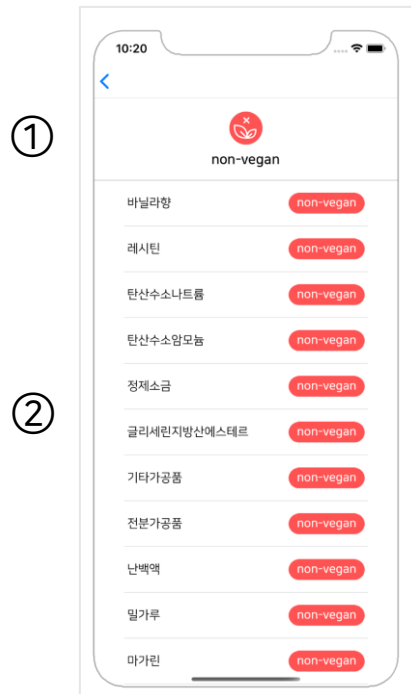 10:20
①
non-vegan
바닐라향 non-vegan
레시틴 non-vegan
탄산수소나트륨 non-vegan
탄산수소암모늄 non-vegan
정제소금 non-vegan
②
글리세린지방산에스테르 non-vegan
기타가공품 non-vegan
전분가공품 non-vegan
난백액 non-vegan
밀가루 non-vegan
마가린 non-vegan